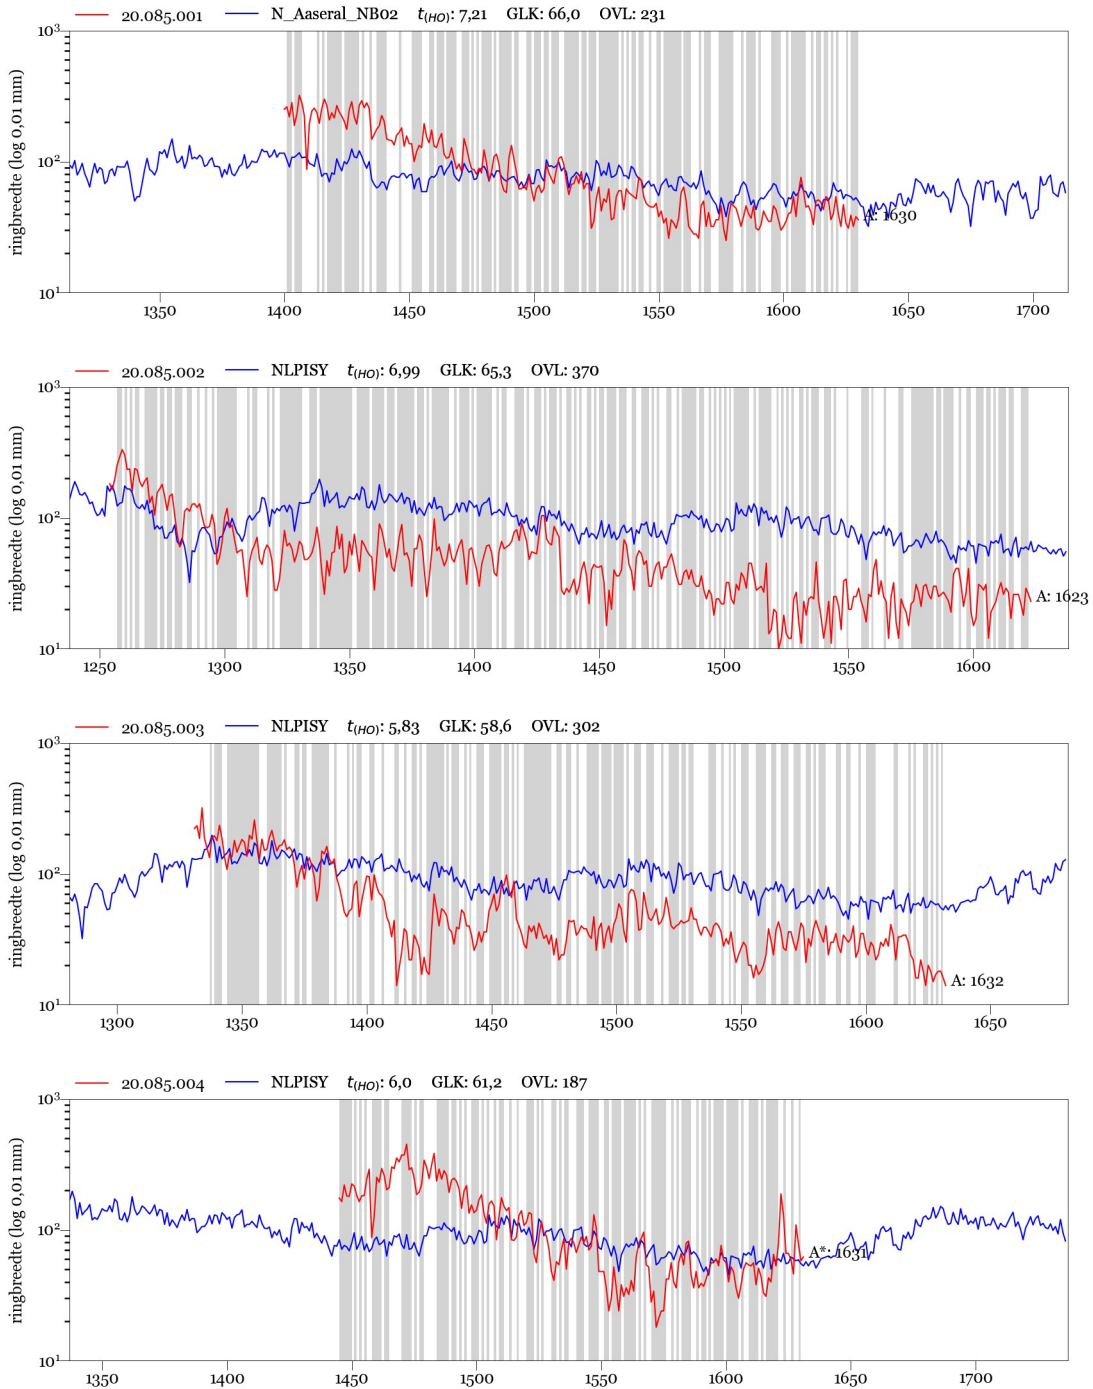 20.085.001 N_Aaseral_NB02 t(HO): 7,21 GLK: 66,0 OVL: 231
ringbreedte (log 0,01 mm)
10³
10²
10¹
A: 1630
1350 1400 1450 1500 1550 1600 1650 1700
20.085.002 NLPISY t(HO): 6,99 GLK: 65,3 OVL: 370
ringbreedte (log 0,01 mm)
10³
10²
10¹
A: 1623
1250 1300 1350 1400 1450 1500 1550 1600
20.085.003 NLPISY t(HO): 5,83 GLK: 58,6 OVL: 302
ringbreedte (log 0,01 mm)
10³
10²
10¹
A: 1632
1300 1350 1400 1450 1500 1550 1600 1650
20.085.004 NLPISY t(HO): 6,0 GLK: 61,2 OVL: 187
ringbreedte (log 0,01 mm)
10³
10²
10¹
A*: 1631
1350 1400 1450 1500 1550 1600 1650 1700